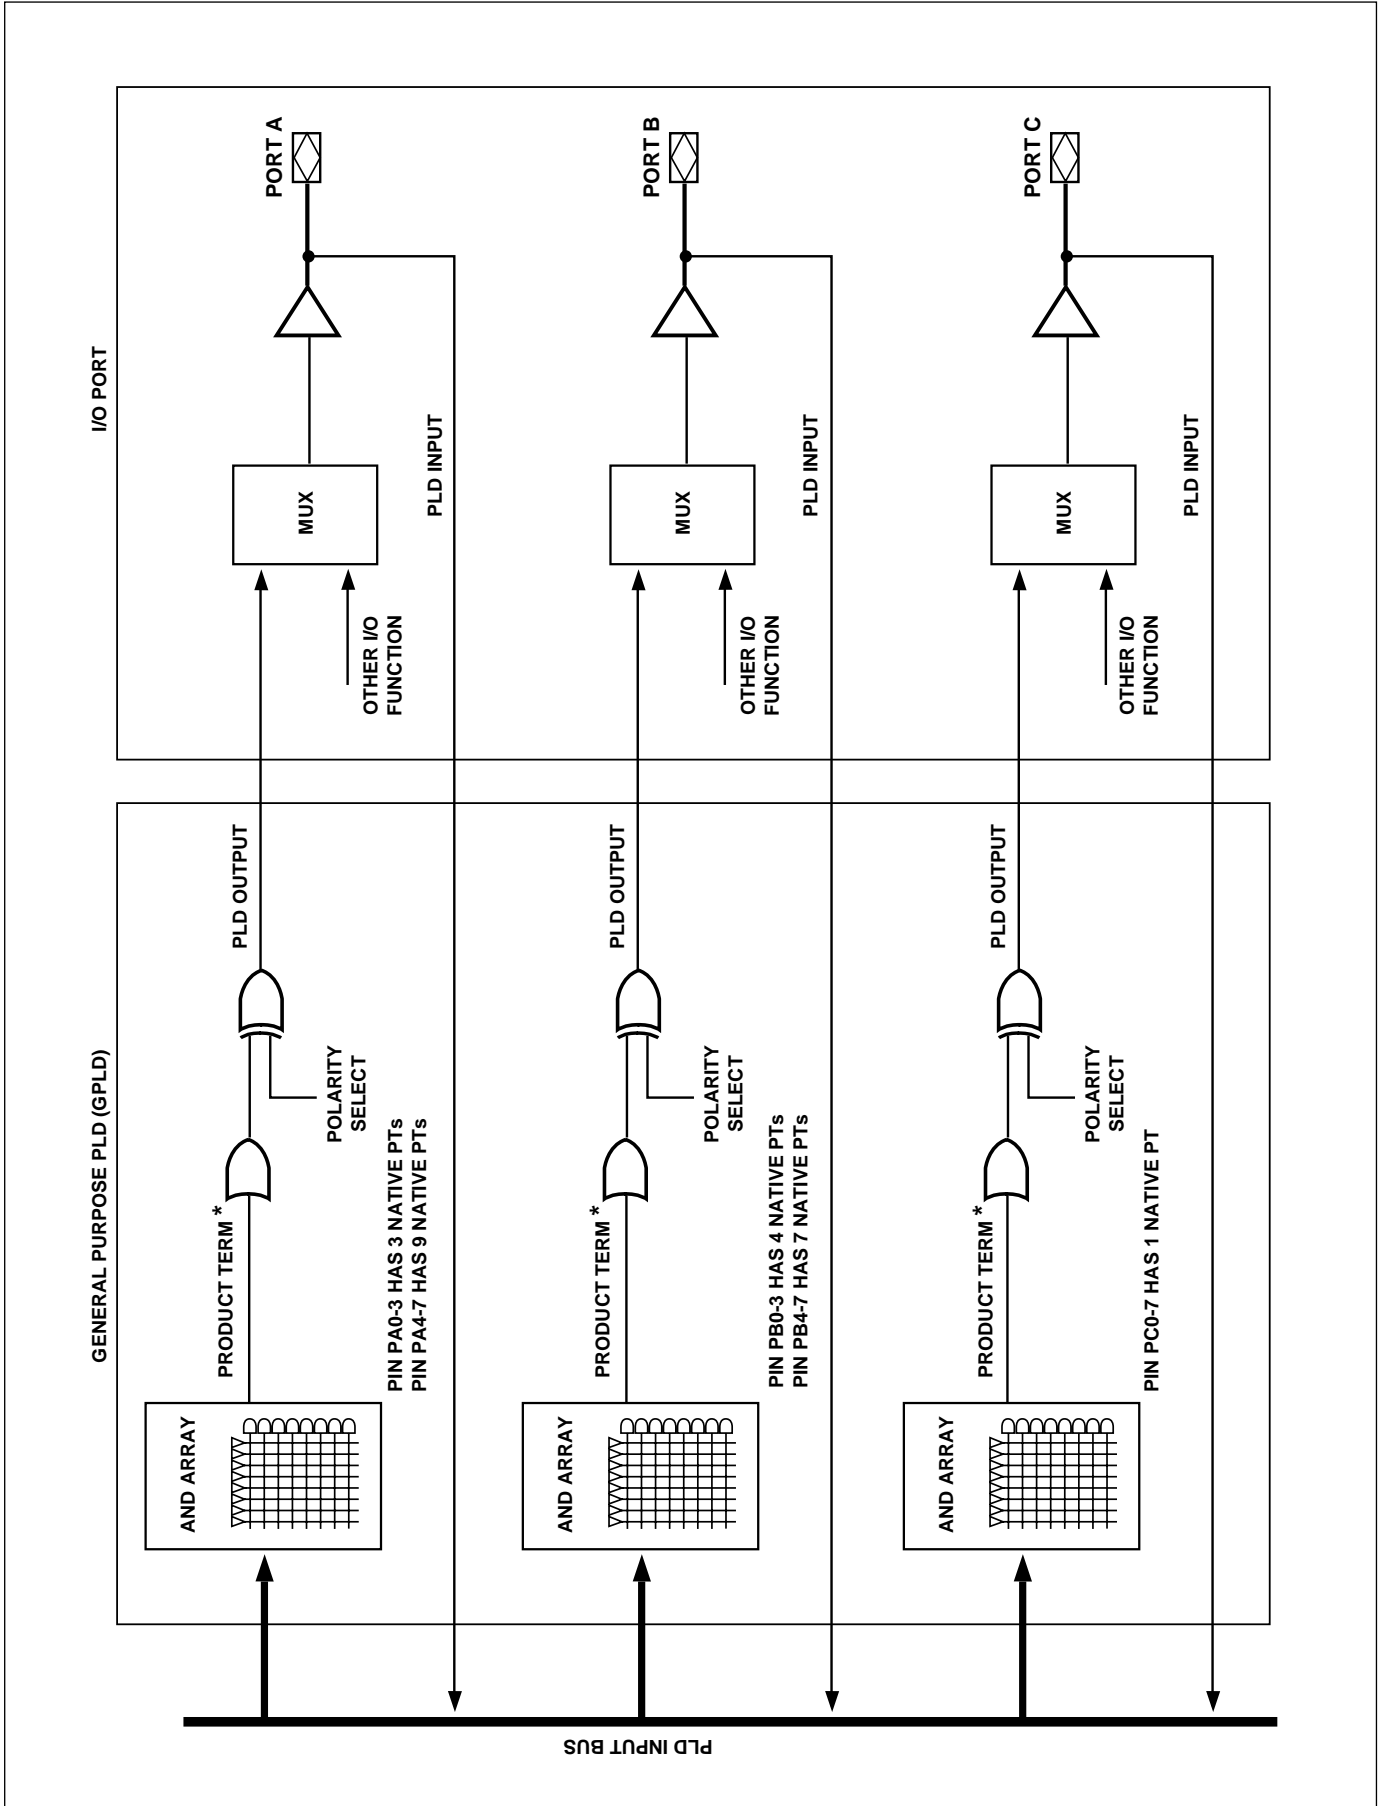 GENERAL PURPOSE PLD (GPLD)
I/O PORT
PLD INPUT BUS
AND ARRAY
PRODUCT TERM *
POLARITY
SELECT
PIN PA0-3 HAS 3 NATIVE PTs
PIN PA4-7 HAS 9 NATIVE PTs
PLD OUTPUT
OTHER I/O
FUNCTION
MUX
PLD INPUT
PORT A
AND ARRAY
PRODUCT TERM *
POLARITY
SELECT
PIN PB0-3 HAS 4 NATIVE PTs
PIN PB4-7 HAS 7 NATIVE PTs
PLD OUTPUT
OTHER I/O
FUNCTION
MUX
PLD INPUT
PORT B
AND ARRAY
PRODUCT TERM *
POLARITY
SELECT
PIN PC0-7 HAS 1 NATIVE PT
PLD OUTPUT
OTHER I/O
FUNCTION
MUX
PLD INPUT
PORT C